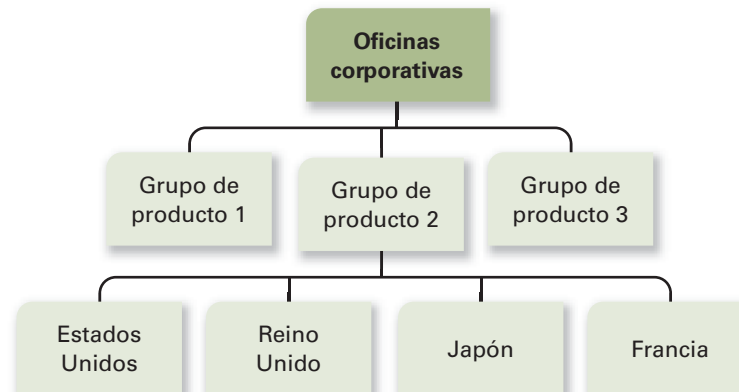 Oficinas
corporativas
Grupo de
producto 1
Grupo de
producto 2
Grupo de
producto 3
Estados
Unidos
Reino
Unido
Japón
Francia